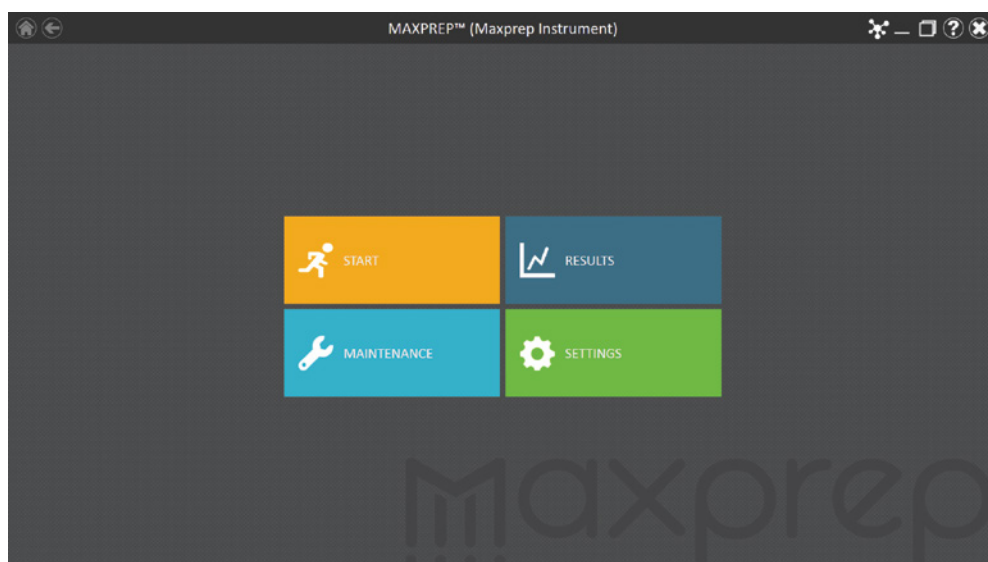 MAXPREP™ (Maxprep Instrument)
START
RESULTS
MAINTENANCE
SETTINGS
maxprep